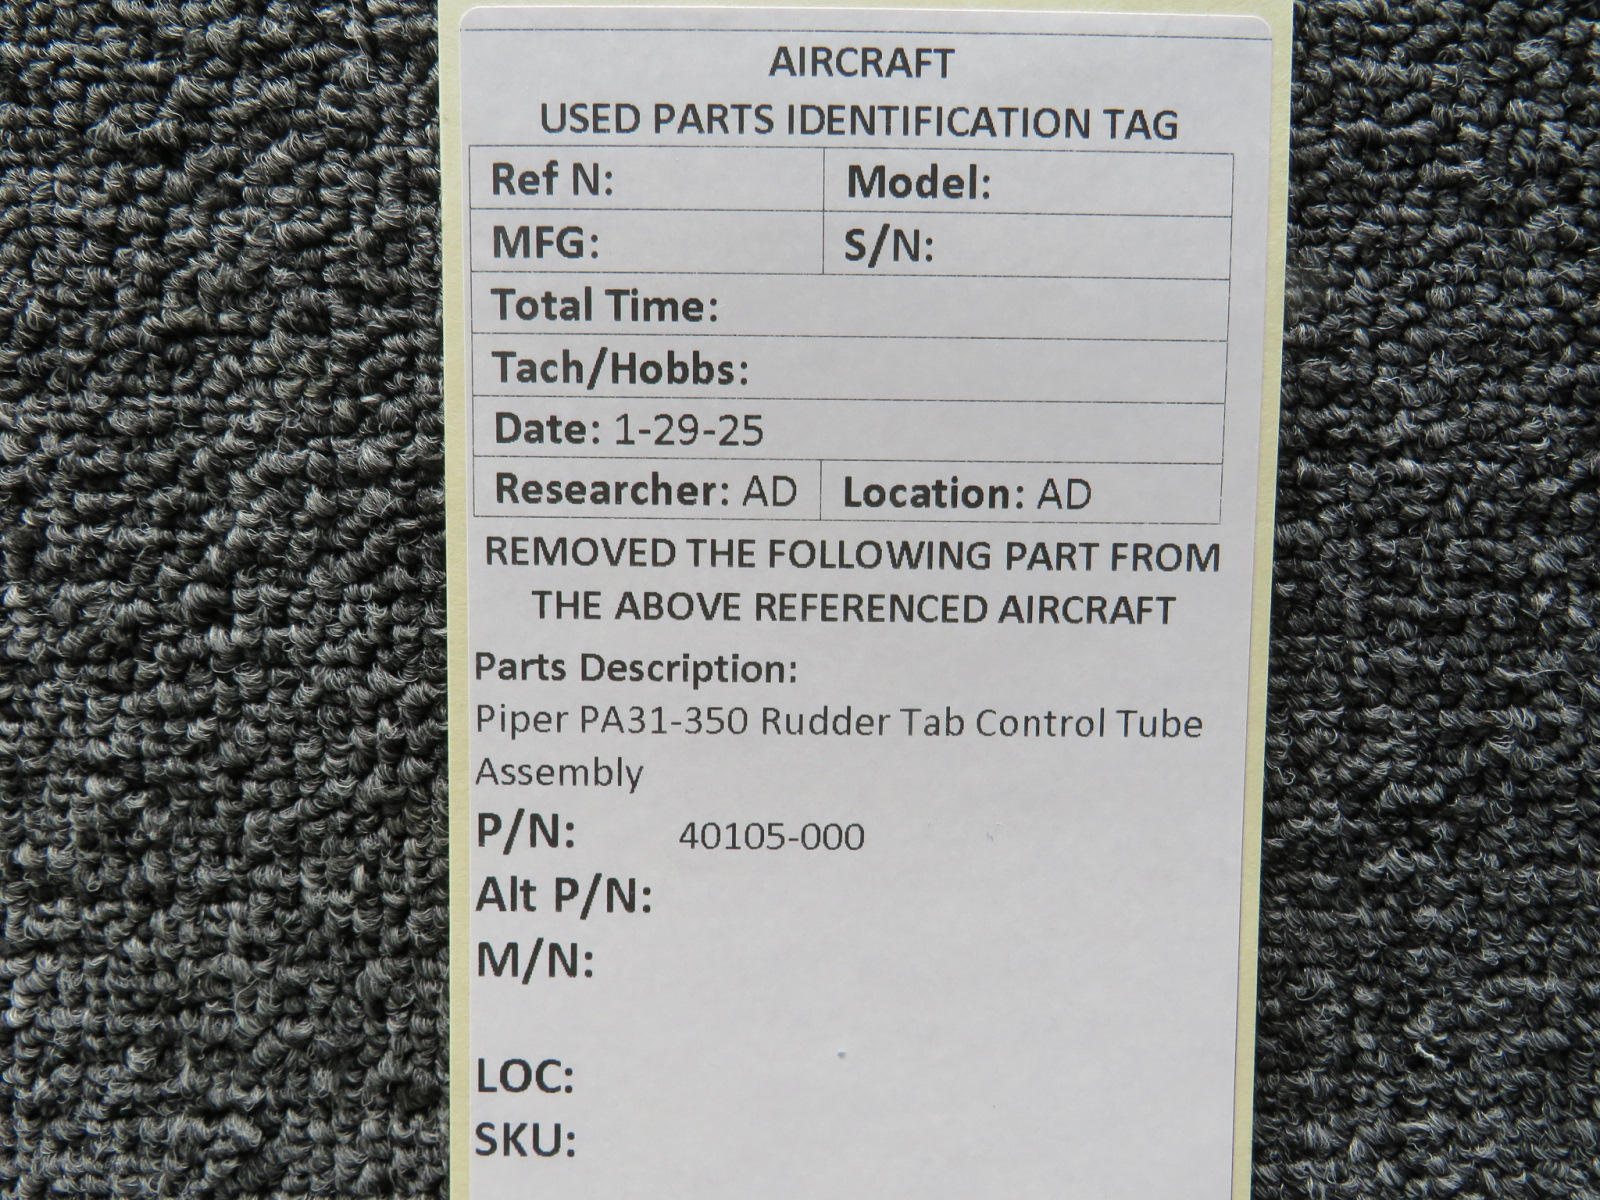 AIRCRAFT
USED PARTS IDENTIFICATION TAG
Ref N: Model:
MFG: S/N:
Total Time:
Tach/Hobbs:
Date: 1-29-25
Researcher: AD Location: AD
REMOVED THE FOLLOWING PART FROM
THE ABOVE REFERENCED AIRCRAFT
Parts Description:
Piper PA31-350 Rudder Tab Control Tube
Assembly
P/N: 40105-000
Alt P/N:
M/N:
LOC:
SKU: